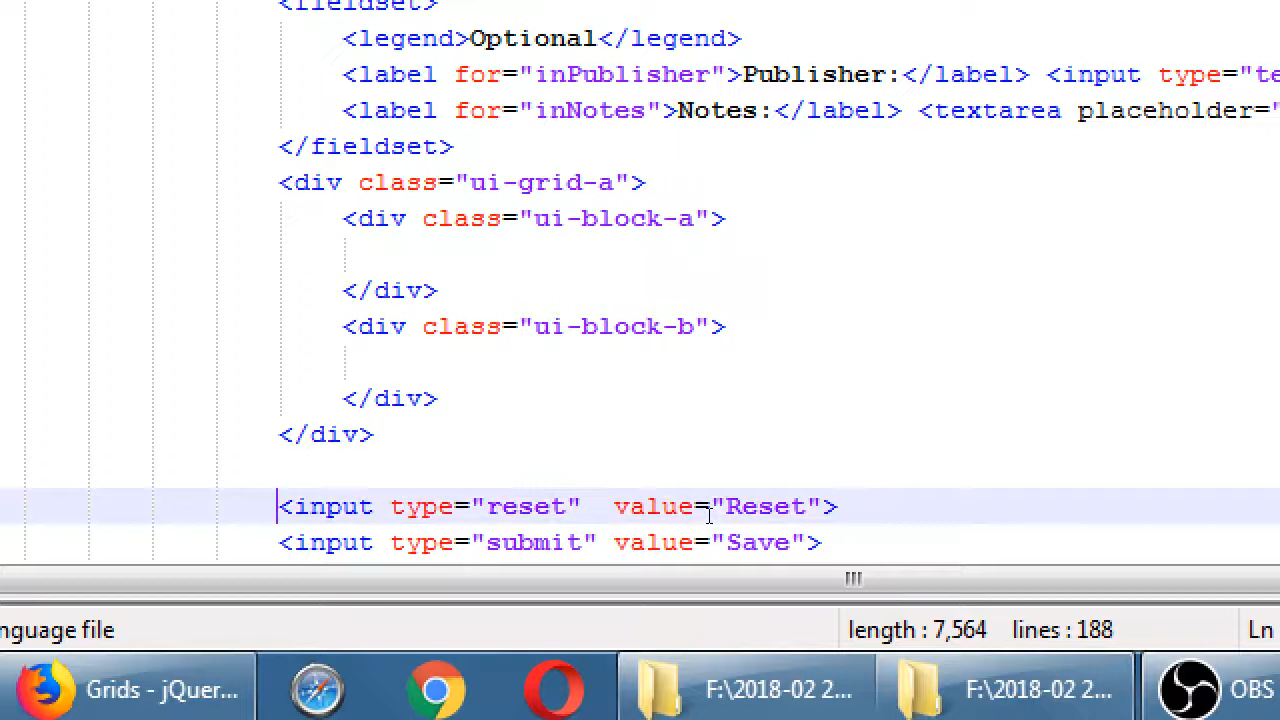 <fieldset>
<legend>Optional</legend>
<label for="inPublisher">Publisher:</label> <input type="te
<label for="inNotes">Notes:</label> <textarea placeholder="
</fieldset>
<div class="ui-grid-a">
<div class="ui-block-a">
</div>
<div class="ui-block-b">
</div>
</div>
<input type="reset"  value="Reset">
<input type="submit" value="Save">
nguage file
length : 7,564    lines : 188
Ln
Grids - jQuer...
F:\2018-02 2...
F:\2018-02 2...
OBS